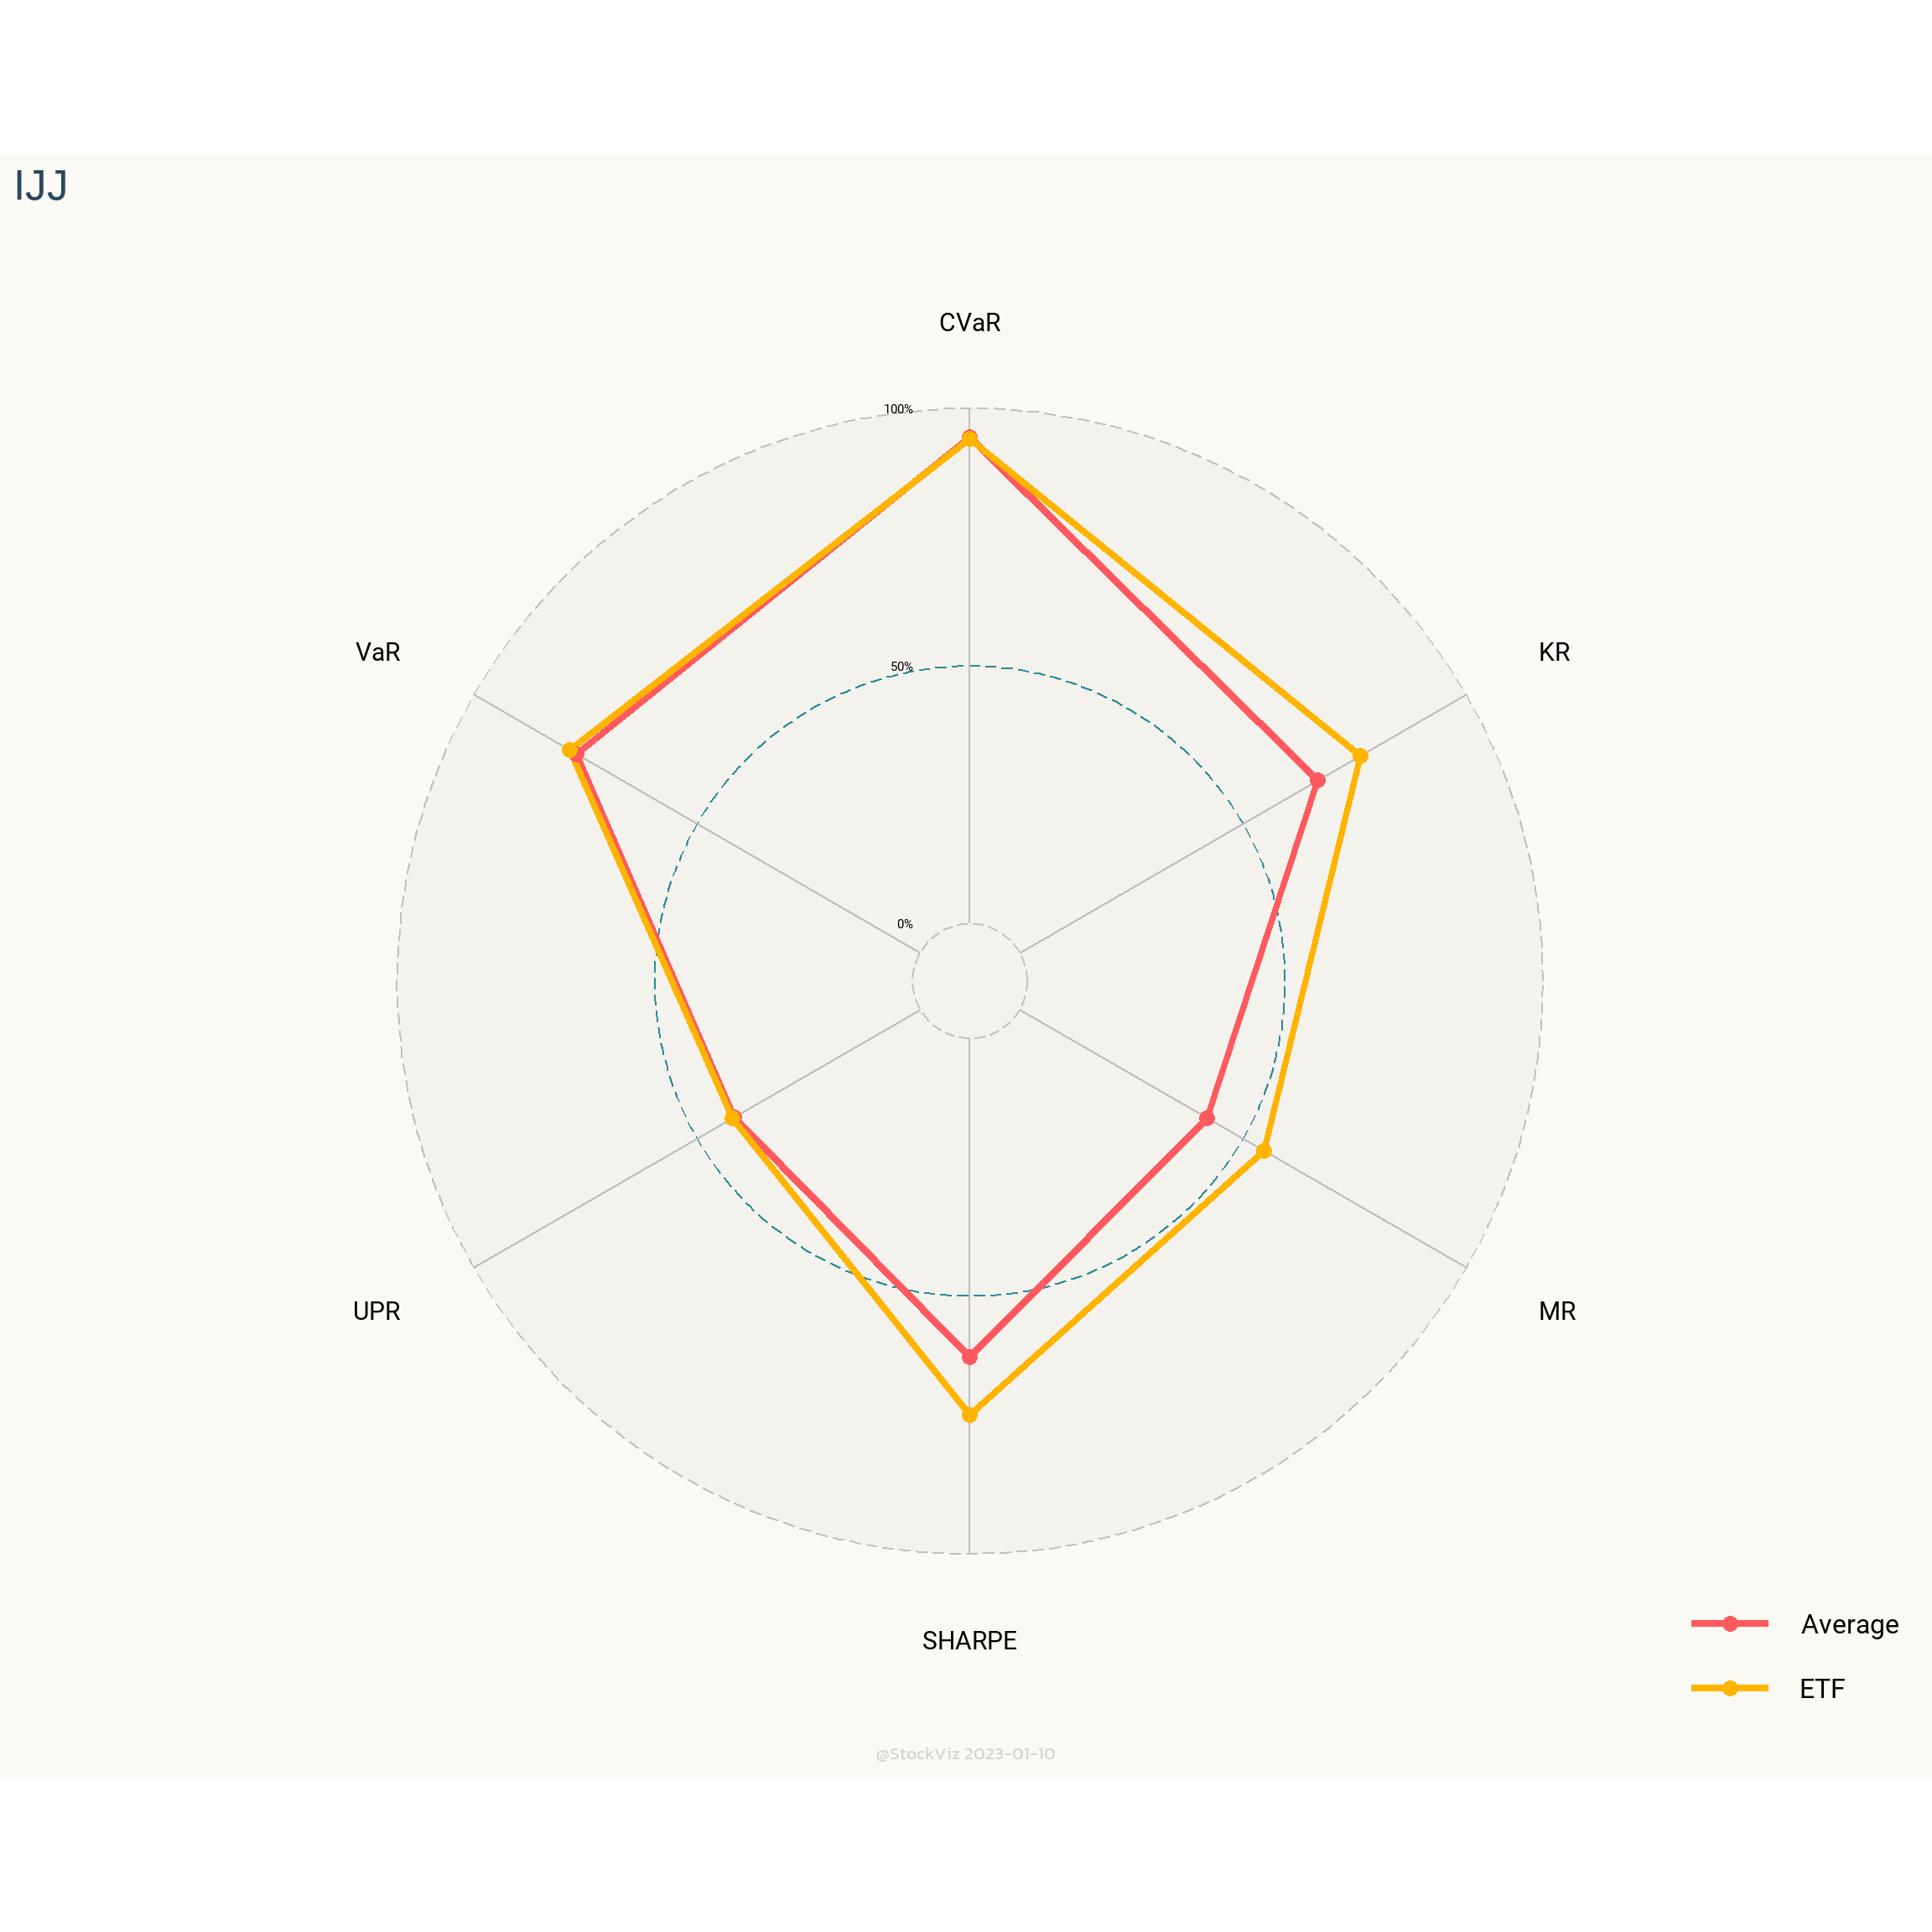 IJJ
CVaR
100%
KR
VaR
50%
0%
UPR
MR
SHARPE
Average
ETF
@StockViz 2023-01-10